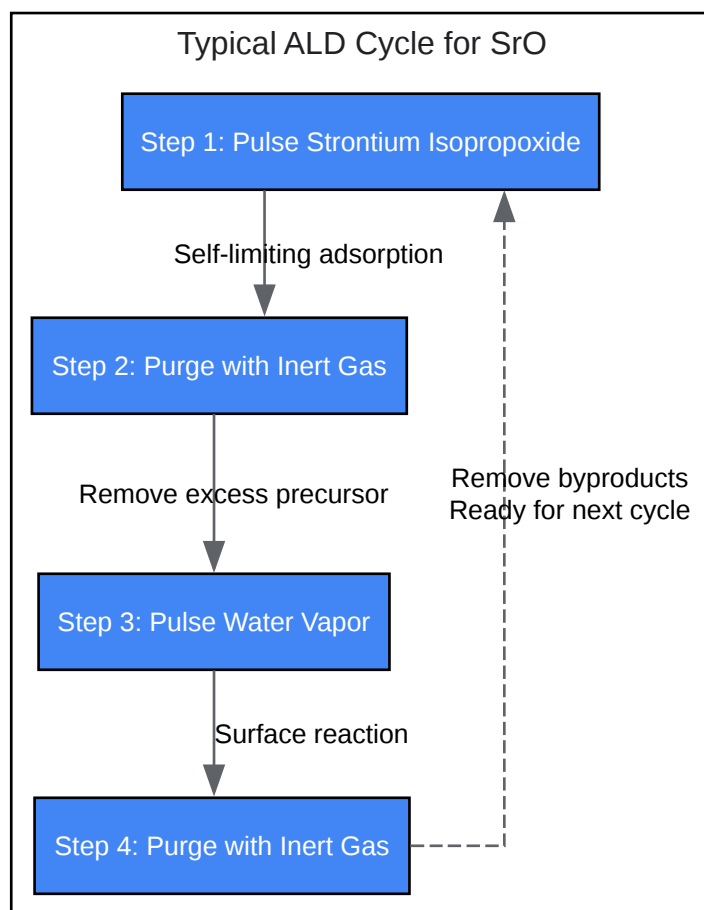 Typical ALD Cycle for SrO
Step 1: Pulse Strontium Isopropoxide
Self-limiting adsorption
Step 2: Purge with Inert Gas
Remove excess precursor
Remove byproducts
Ready for next cycle
Step 3: Pulse Water Vapor
Surface reaction
Step 4: Purge with Inert Gas